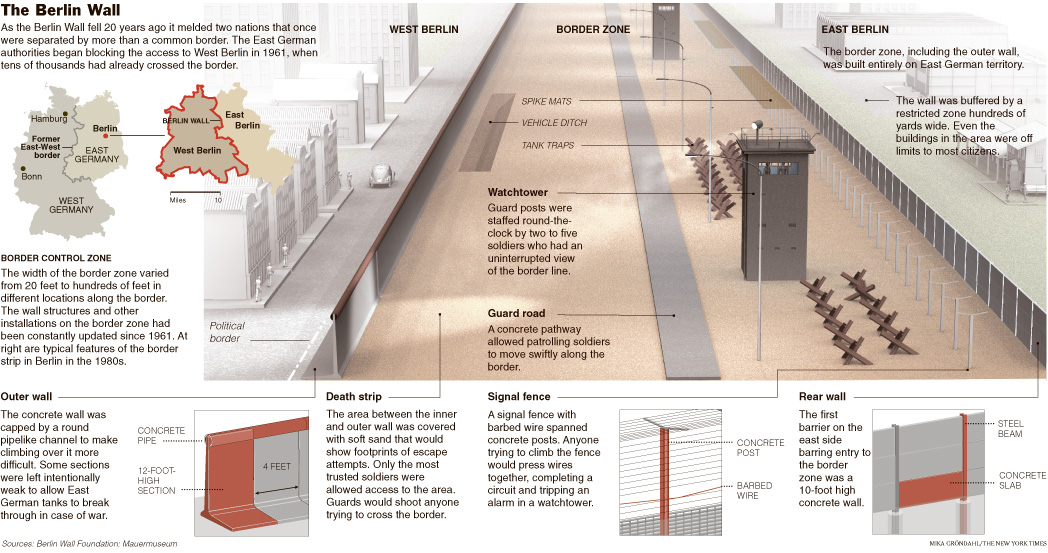 The Berlin Wall
As the Berlin Wall fell 20 years ago it melded two nations that once
were separated by more than a common border. The East German
authorities began blocking the access to West Berlin in 1961, when
tens of thousands had already crossed the border.
Hamburg
Former
East-West
border
Berlin
EAST
GERMANY
Bonn
WEST
GERMANY
BERLIN WALL
East
Berlin
West Berlin
Miles
10
BORDER CONTROL ZONE
The width of the border zone varied
from 20 feet to hundreds of feet in
different locations along the border.
The wall structures and other
installations on the border zone had
been constantly updated since 1961. At
right are typical features of the border
strip in Berlin in the 1980s.
WEST BERLIN
BORDER ZONE
EAST BERLIN
The border zone, including the outer wall,
was built entirely on East German territory.
The wall was buffered by a
restricted zone hundreds of
yards wide. Even the
buildings in the area were off
limits to most citizens.
SPIKE MATS
VEHICLE DITCH
TANK TRAPS
Watchtower
Guard posts were
staffed round-the-
clock by two to five
soldiers who had an
uninterrupted view
of the border line.
Guard road
A concrete pathway
allowed patrolling soldiers
to move swiftly along the
border.
Political
border
Outer wall
The concrete wall was
capped by a round
pipelike channel to make
climbing over it more
difficult. Some sections
were left intentionally
weak to allow East
German tanks to break
through in case of war.
CONCRETE
PIPE
12-FOOT-
HIGH
SECTION
4 FEET
Death strip
The area between the inner
and outer wall was covered
with soft sand that would
show footprints of escape
attempts. Only the most
trusted soldiers were
allowed access to the area.
Guards would shoot anyone
trying to cross the border.
Signal fence
A signal fence with
barbed wire spanned
concrete posts. Anyone
trying to climb the fence
would press wires
together, completing a
circuit and tripping an
alarm in a watchtower.
CONCRETE
POST
BARBED
WIRE
Rear wall
The first
barrier on the
east side
barring entry to
the border
zone was a
10-foot high
concrete wall.
STEEL
BEAM
CONCRETE
SLAB
Sources: Berlin Wall Foundation: Mauermuseum
MIKA GRÖNDAHL/THE NEW YORK TIMES